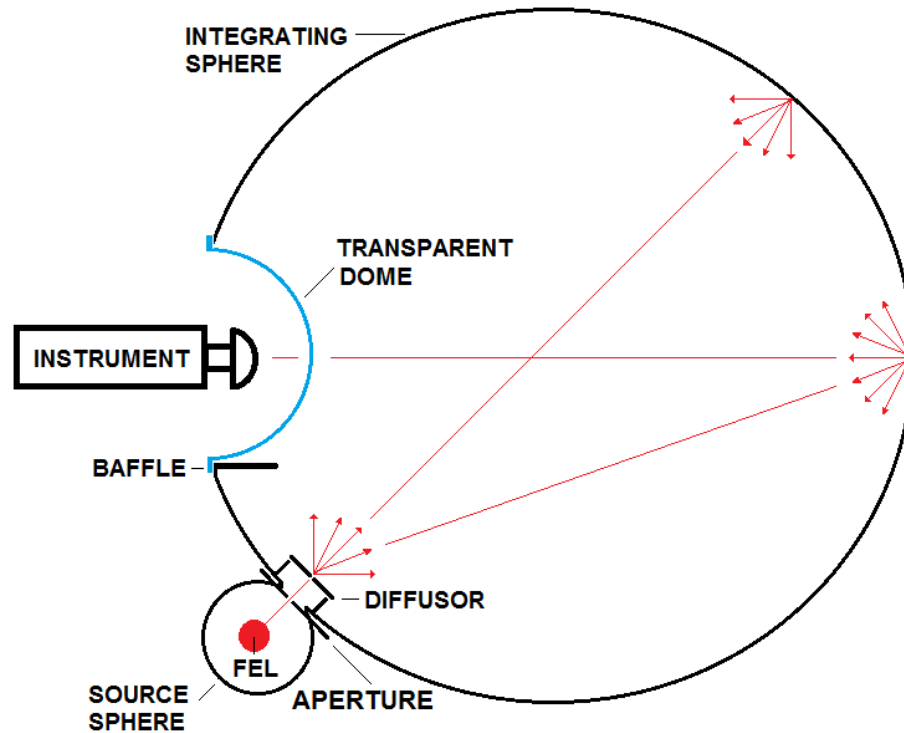 INTEGRATING
SPHERE
TRANSPARENT
DOME
INSTRUMENT
BAFFLE
DIFFUSOR
FEL
SOURCE
SPHERE
APERTURE